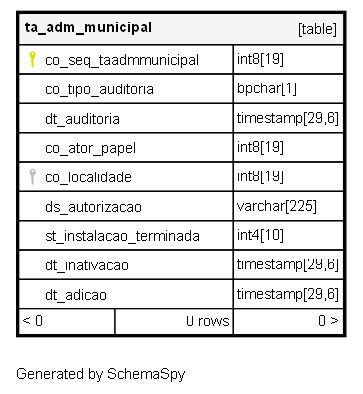 ta_adm_municipal [table]
co_seq_taadmmunicipal int8[19]
co_tipo_auditoria bpchar[1]
dt_auditoria timestamp[29,6]
co_ator_papel int8[19]
co_localidade int8[19]
ds_autorizacao varchar[225]
st_instalacao_terminada int4[10]
dt_inativacao timestamp[29,6]
dt_adicao timestamp[29,6]
< 0 0 rows 0 >
Generated by SchemaSpy